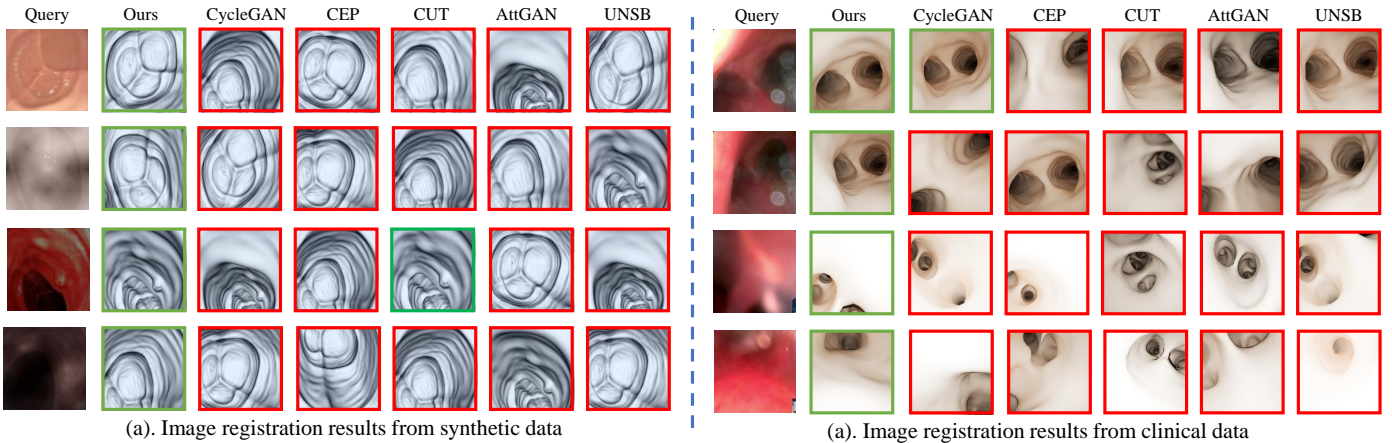 Query Ours CycleGAN CEP CUT AttGAN UNSB
Query Ours CycleGAN CEP CUT AttGAN UNSB
(a). Image registration results from synthetic data
(a). Image registration results from clinical data